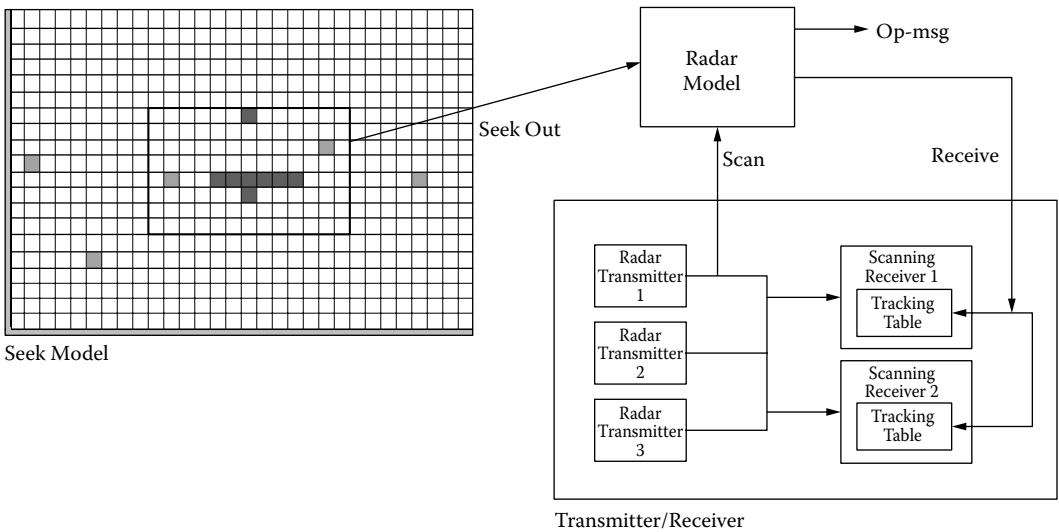 Op-msg
Radar
Model
Seek Out
Scan
Receive
Radar
Transmitter
1
Scanning
Receiver 1
Tracking
Table
Radar
Transmitter
2
Scanning
Receiver 2
Tracking
Table
Radar
Transmitter
3
Seek Model
Transmitter/Receiver